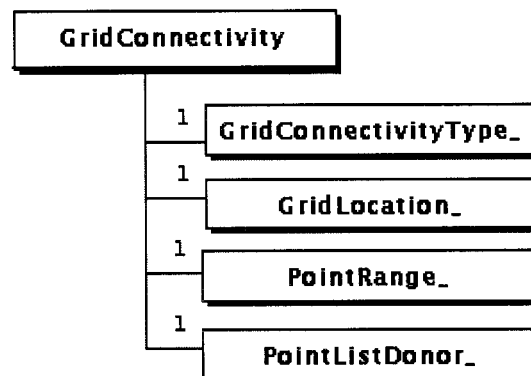 GridConnectivity
1
GridConnectivityType_
1
GridLocation_
1
PointRange_
1
PointListDonor_